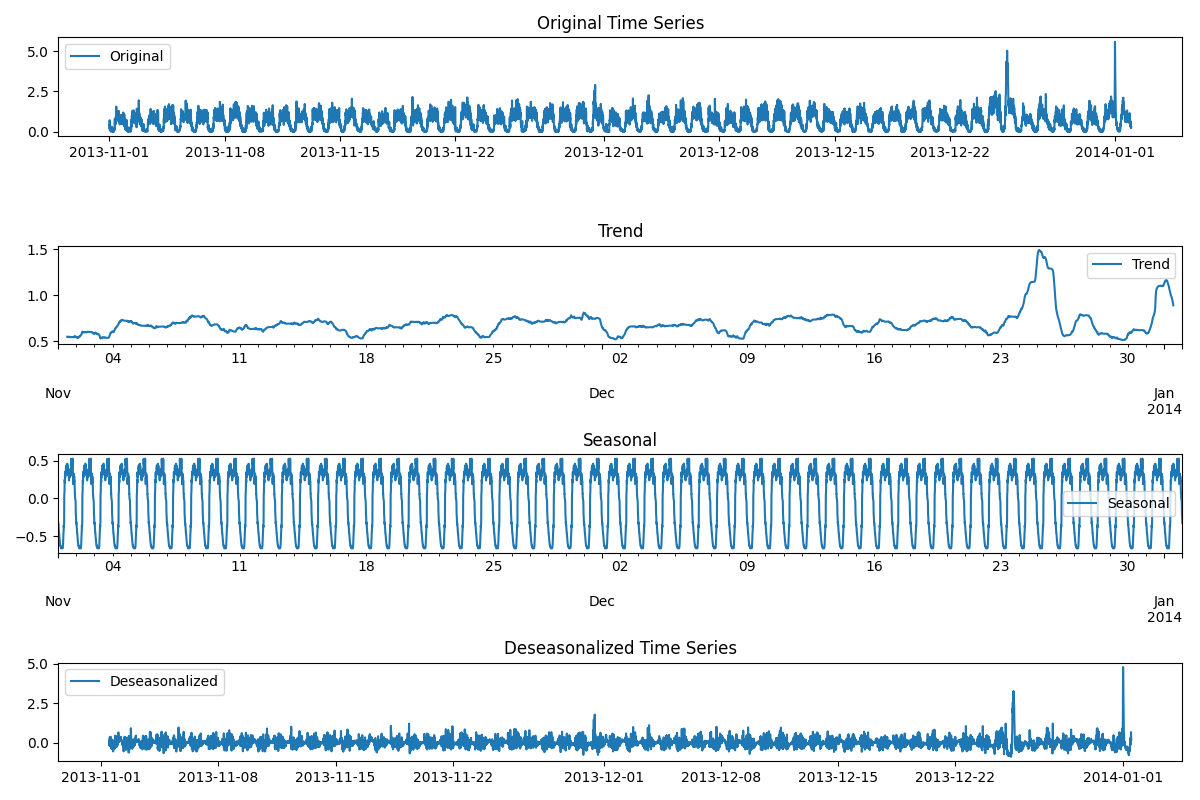 Original Time Series
5.0
2.5
0.0
Original
2013-11-01 2013-11-08 2013-11-15 2013-11-22 2013-12-01 2013-12-08 2013-12-15 2013-12-22 2014-01-01
Trend
1.5
1.0
0.5
Trend
04 11 18 25 02 09 16 23 30
Nov Dec Jan
2014
Seasonal
0.5
0.0
−0.5
Seasonal
04 11 18 25 02 09 16 23 30
Nov Dec Jan
2014
Deseasonalized Time Series
5.0
2.5
0.0
Deseasonalized
2013-11-01 2013-11-08 2013-11-15 2013-11-22 2013-12-01 2013-12-08 2013-12-15 2013-12-22 2014-01-01